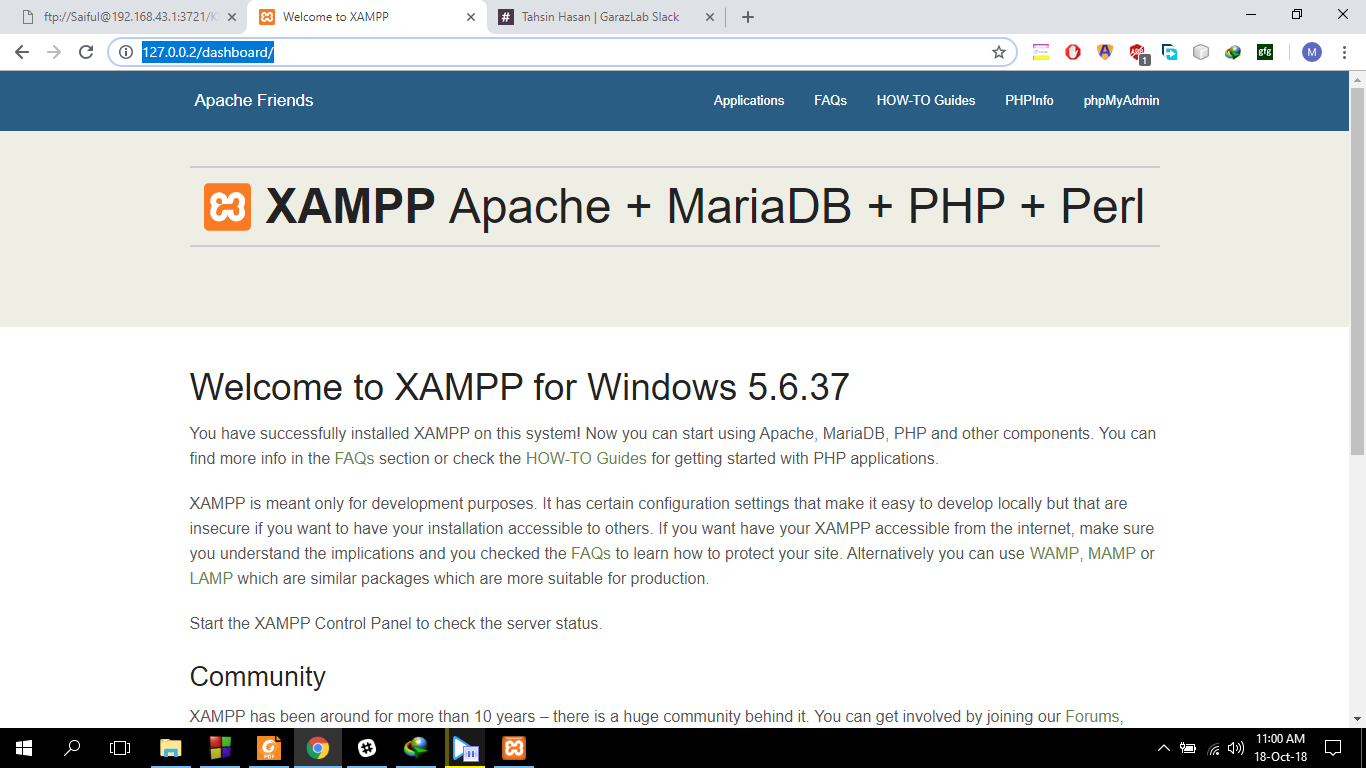 ftp://Saiful@192.168.43.1:3721/K
Welcome to XAMPP
# Tahsin Hasan | GarazLab Slack
127.0.0.2/dashboard/
1
gfg
M
Apache Friends
Applications FAQs HOW-TO Guides PHPInfo phpMyAdmin
XAMPP Apache + MariaDB + PHP + Perl
Welcome to XAMPP for Windows 5.6.37
You have successfully installed XAMPP on this system! Now you can start using Apache, MariaDB, PHP and other components. You can
find more info in the FAQs section or check the HOW-TO Guides for getting started with PHP applications.
XAMPP is meant only for development purposes. It has certain configuration settings that make it easy to develop locally but that are
insecure if you want to have your installation accessible to others. If you want have your XAMPP accessible from the internet, make sure
you understand the implications and you checked the FAQs to learn how to protect your site. Alternatively you can use WAMP, MAMP or
LAMP which are similar packages which are more suitable for production.
Start the XAMPP Control Panel to check the server status.
Community
XAMPP has been around for more than 10 years – there is a huge community behind it. You can get involved by joining our Forums,
PDF
11:00 AM
18-Oct-18